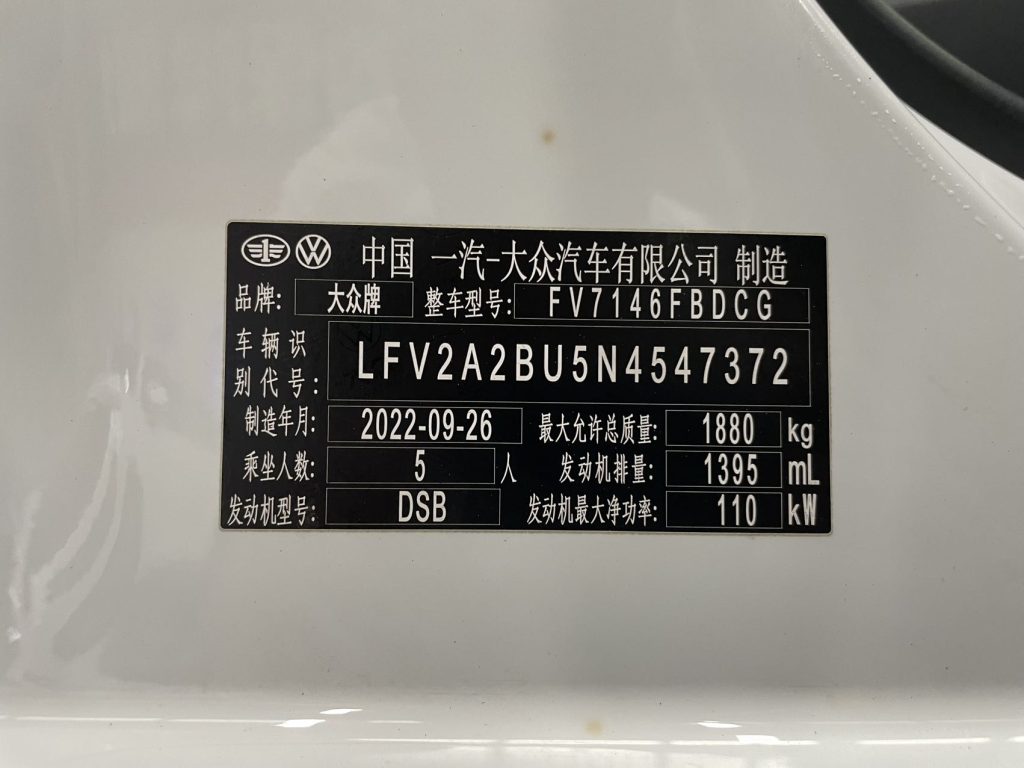 中国 一汽-大众汽车有限公司 制造
品牌: 大众牌 整车型号: FV7146FBDCG
车辆识
别代号: LFV2A2BU5N4547372
制造年月: 2022-09-26 最大允许总质量: 1880 kg
乘坐人数: 5 人 发动机排量: 1395 mL
发动机型号: DSB 发动机最大净功率: 110 kW